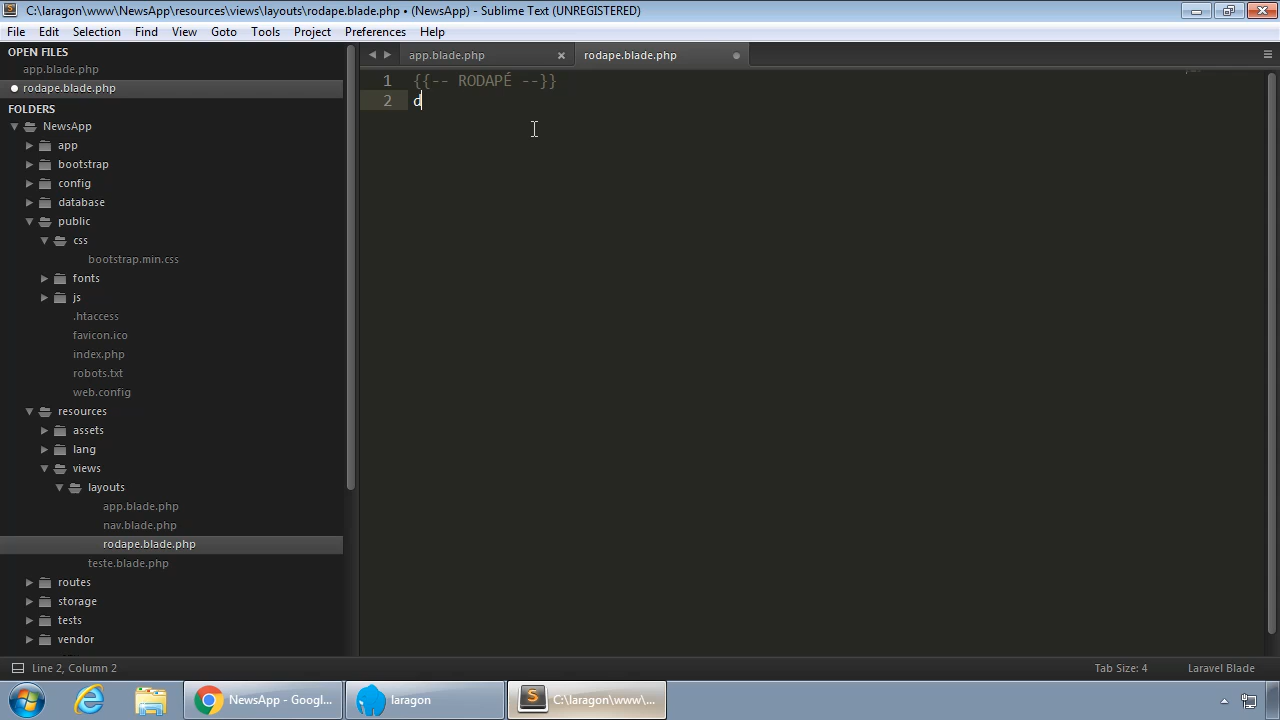 C:\laragon\www\NewsApp\resources\views\layouts\rodape.blade.php • (NewsApp) - Sublime Text (UNREGISTERED)
File Edit Selection Find View Goto Tools Project Preferences Help
OPEN FILES
app.blade.php
rodape.blade.php
FOLDERS
NewsApp
app
bootstrap
config
database
public
css
bootstrap.min.css
fonts
js
.htaccess
favicon.ico
index.php
robots.txt
web.config
resources
assets
lang
views
layouts
app.blade.php
nav.blade.php
rodape.blade.php
teste.blade.php
routes
storage
tests
vendor
app.blade.php rodape.blade.php
1 {{-- RODAPÉ --}}
2 d
Line 2, Column 2 Tab Size: 4 Laravel Blade
NewsApp - Googl... laragon C:\laragon\www\...